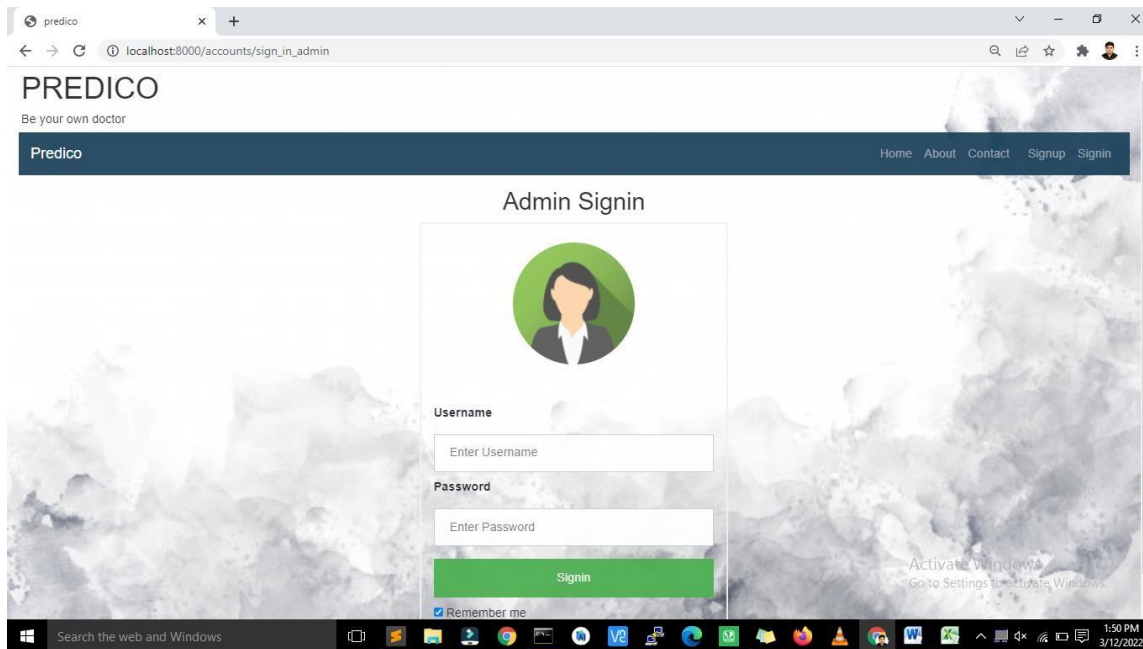 predico
localhost:8000/accounts/sign_in_admin
PREDICO
Be your own doctor
Predico Home About Contact Signup Signin
Admin Signin
Username
Enter Username
Password
Enter Password
Signin
Remember me
Activate Windows
Go to Settings to activate Windows.
Search the web and Windows
1:50 PM
3/12/2022